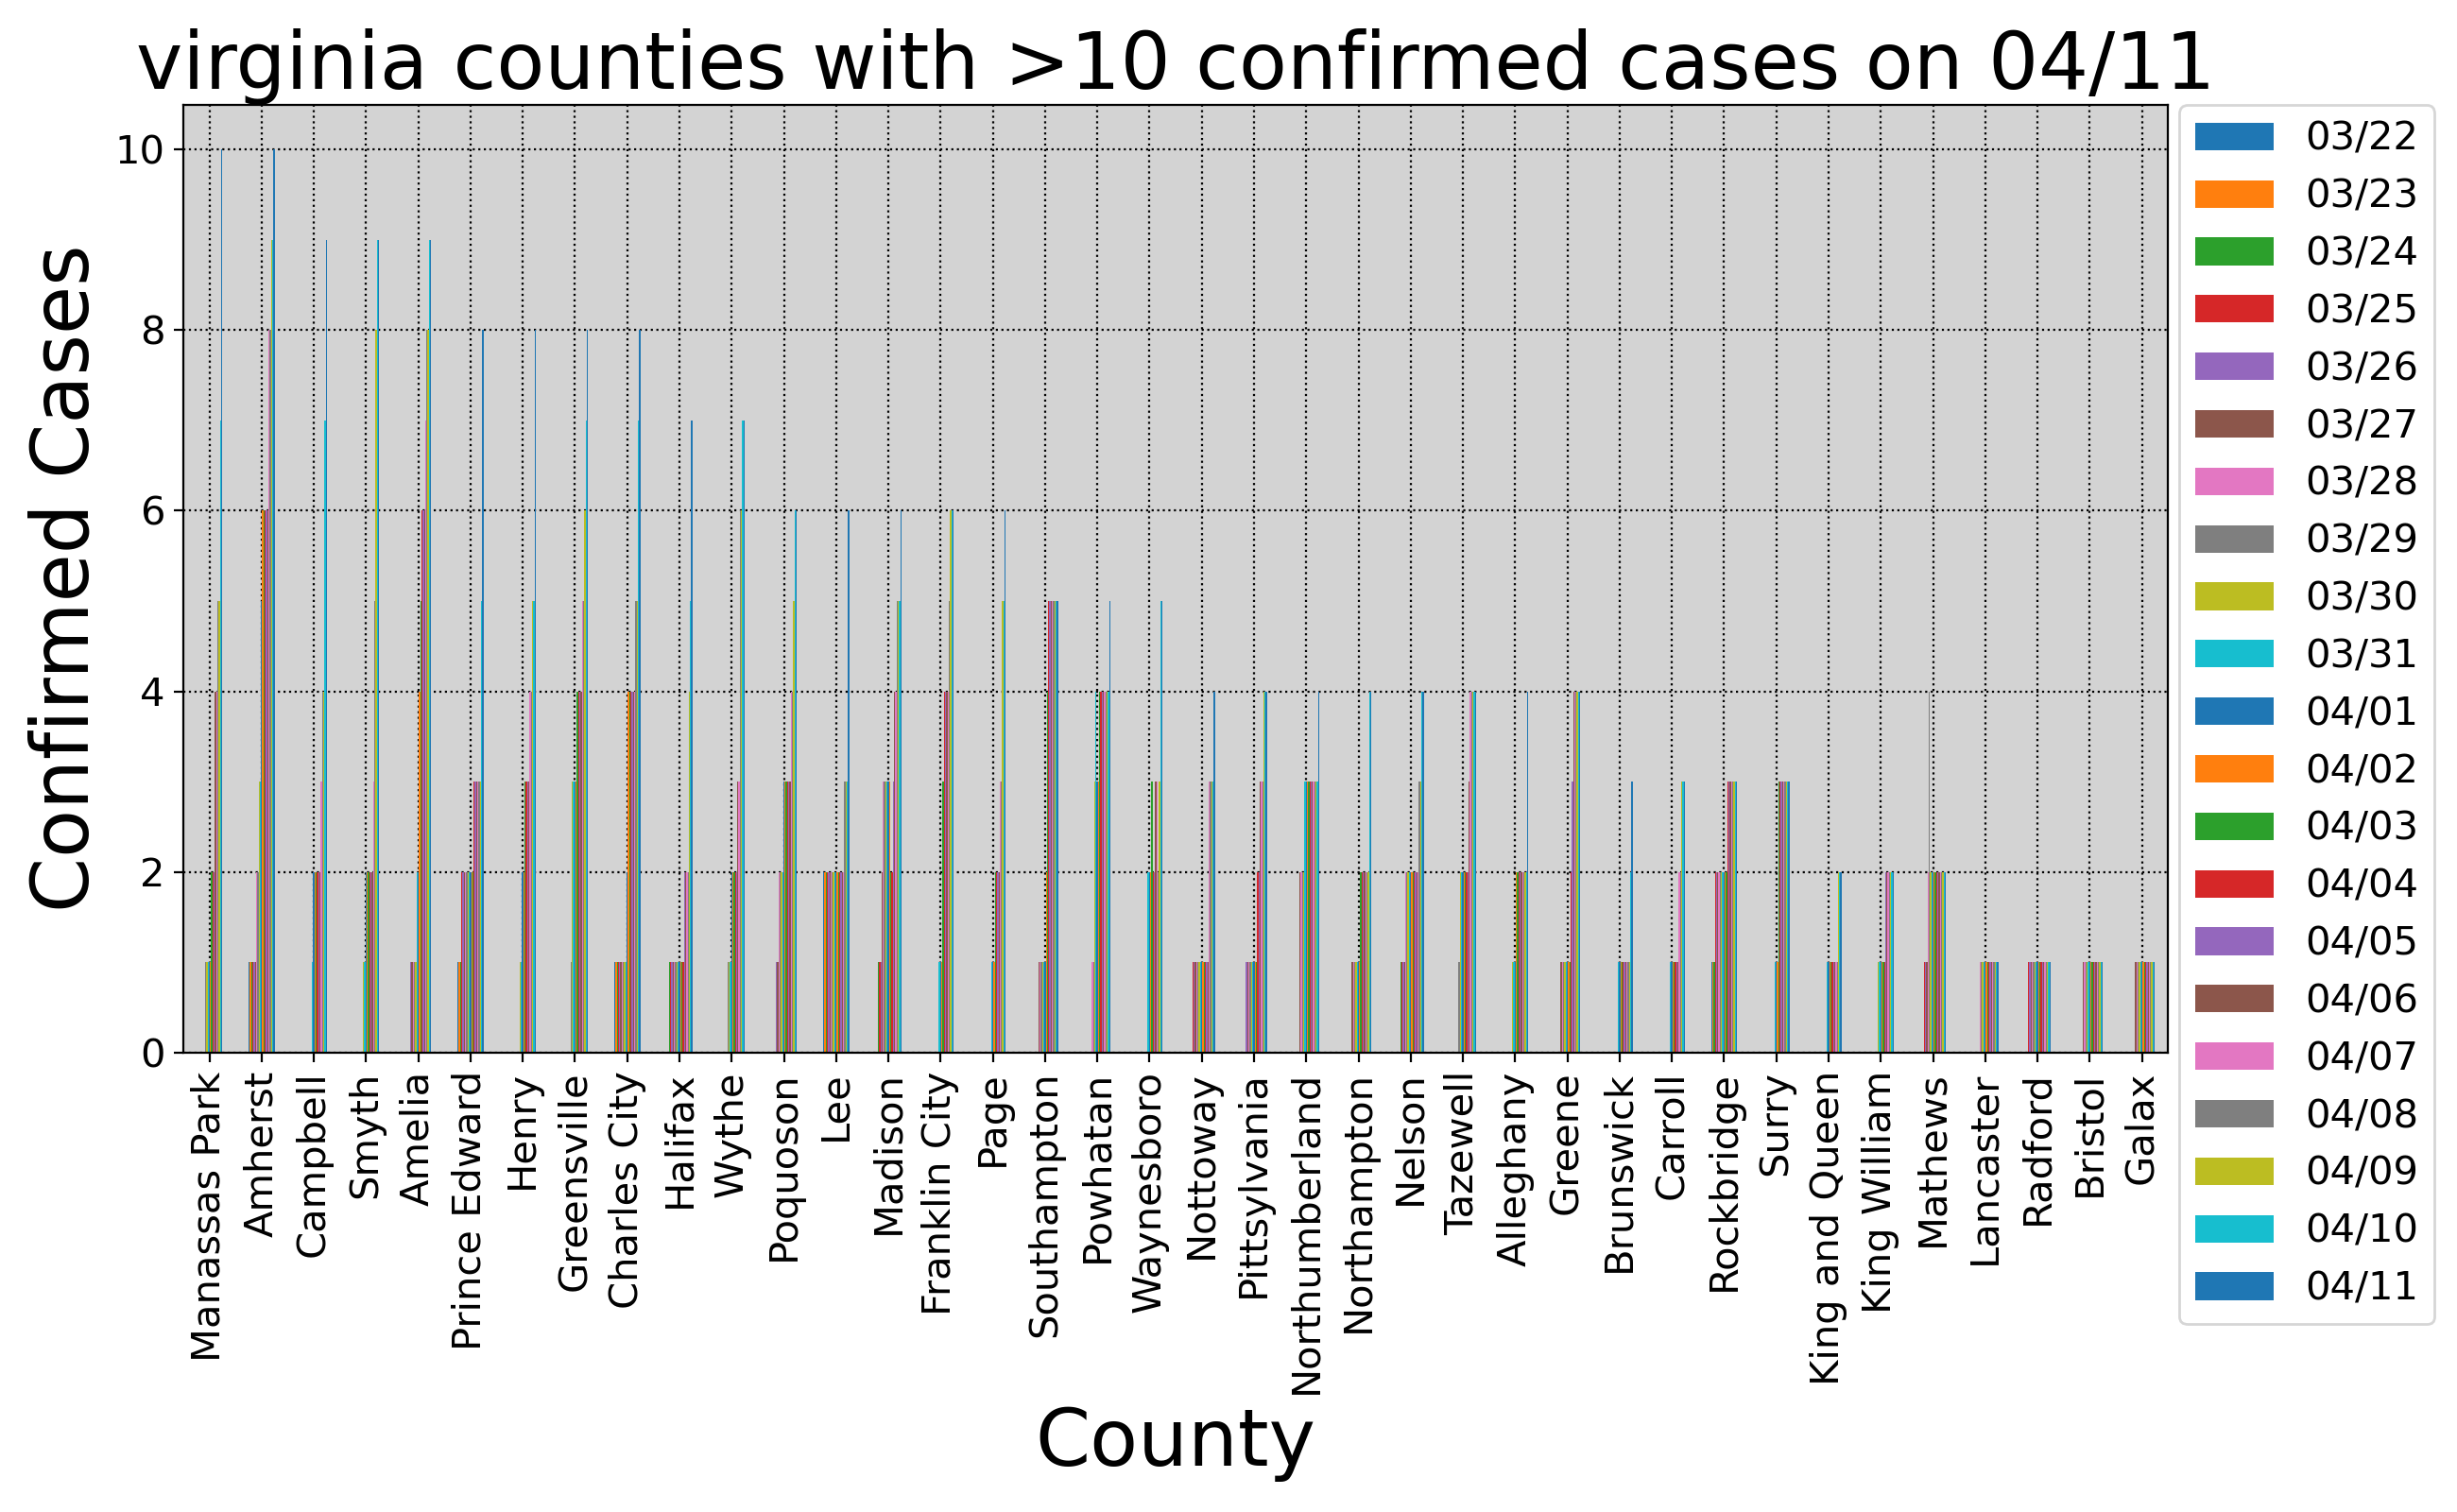 virginia counties with >10 confirmed cases on 04/11
Confirmed Cases
10
8
6
4
2
0
Manassas Park
Amherst
Campbell
Smyth
Amelia
Prince Edward
Henry
Greensville
Charles City
Halifax
Wythe
Poquoson
Lee
Madison
Franklin City
Page
Southampton
Powhatan
Waynesboro
Nottoway
Pittsylvania
Northumberland
Northampton
Nelson
Tazewell
Alleghany
Greene
Brunswick
Carroll
Rockbridge
Surry
King and Queen
King William
Mathews
Lancaster
Radford
Bristol
Galax
County
03/22
03/23
03/24
03/25
03/26
03/27
03/28
03/29
03/30
03/31
04/01
04/02
04/03
04/04
04/05
04/06
04/07
04/08
04/09
04/10
04/11